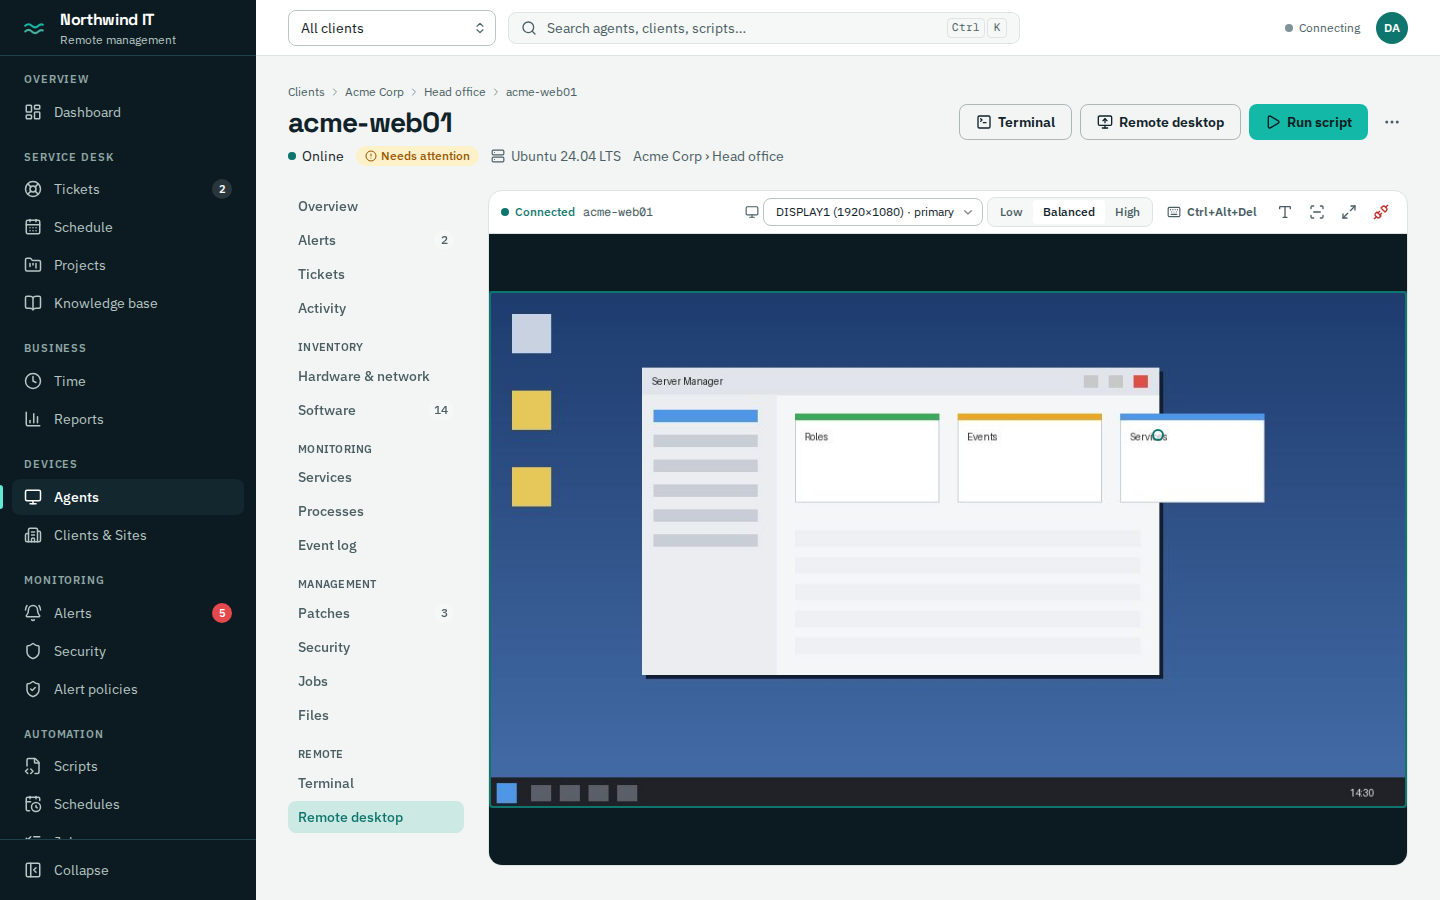 Northwind IT
Remote management
OVERVIEW
Dashboard
SERVICE DESK
Tickets 2
Schedule
Projects
Knowledge base
BUSINESS
Time
Reports
DEVICES
Agents
Clients & Sites
MONITORING
Alerts 5
Security
Alert policies
AUTOMATION
Scripts
Schedules
Collapse
All clients
Search agents, clients, scripts... Ctrl K
Connecting DA
Clients > Acme Corp > Head office > acme-web01
acme-web01
Terminal Remote desktop Run script
Online Needs attention Ubuntu 24.04 LTS Acme Corp › Head office
Overview
Alerts 2
Tickets
Activity
INVENTORY
Hardware & network
Software 14
MONITORING
Services
Processes
Event log
MANAGEMENT
Patches 3
Security
Jobs
Files
REMOTE
Terminal
Remote desktop
Connected acme-web01 DISPLAY1 (1920×1080) · primary Low Balanced High Ctrl+Alt+Del
Server Manager
Roles Events Services
14:30